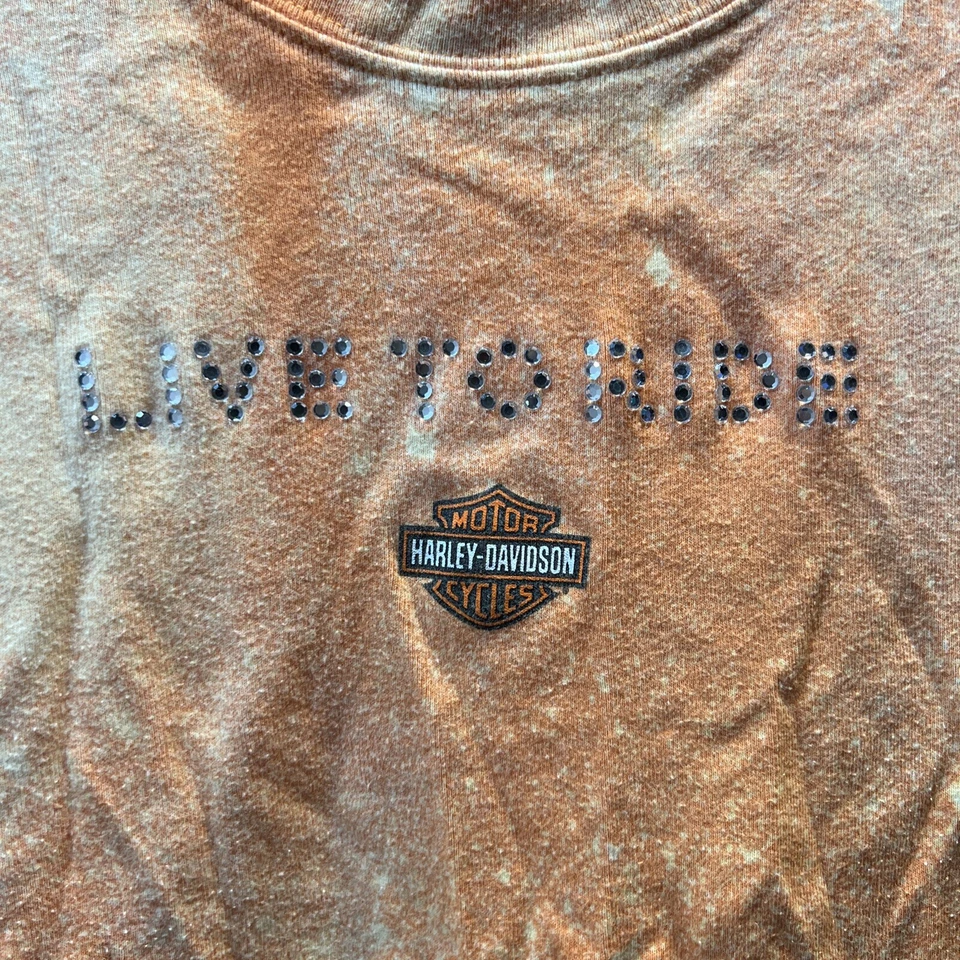 LIVE TO RIDE
MOTOR
HARLEY-DAVIDSON
CYCLES